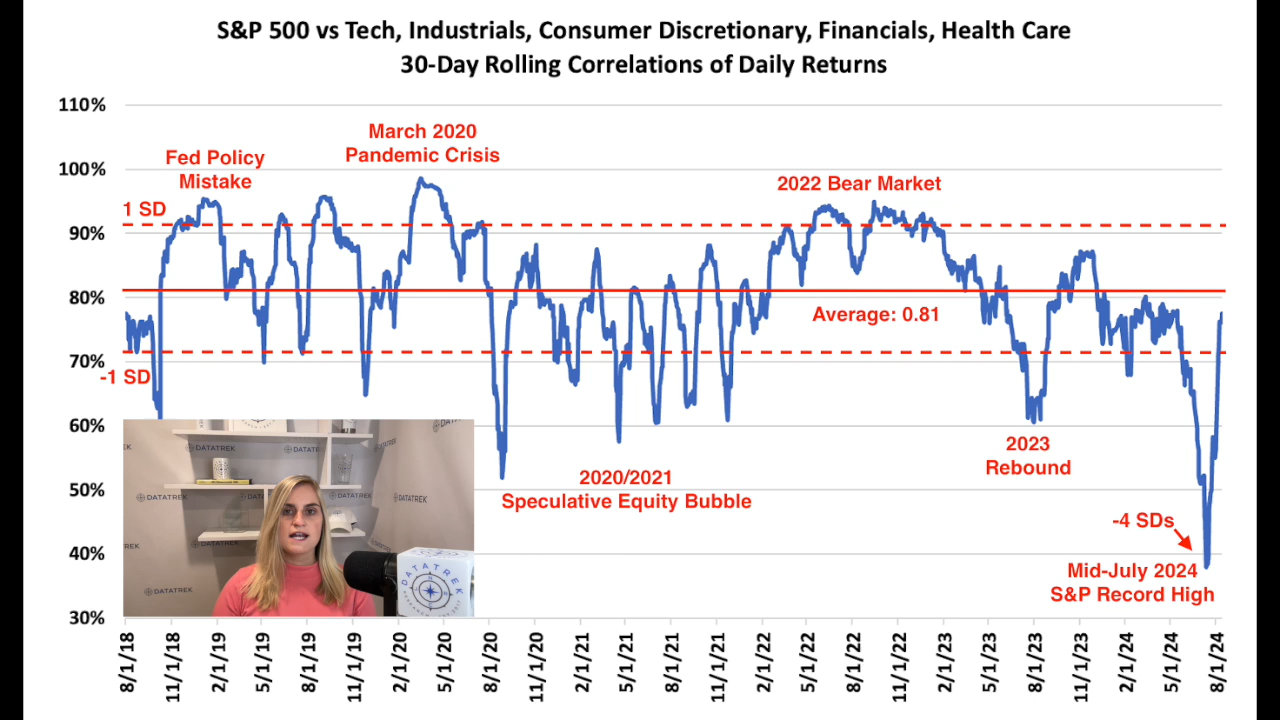 S&P 500 vs Tech, Industrials, Consumer Discretionary, Financials, Health Care
30-Day Rolling Correlations of Daily Returns
110%
100%
90%
80%
70%
60%
50%
40%
30%
Fed Policy
Mistake
March 2020
Pandemic Crisis
2022 Bear Market
1 SD
Average: 0.81
-1 SD
2020/2021
Speculative Equity Bubble
2023
Rebound
-4 SDs
Mid-July 2024
S&P Record High
DATATREK
DATATREK
DATATREK
DATATREK
DATATREK
DATATREK
8/1/18
11/1/18
2/1/19
5/1/19
8/1/19
11/1/19
2/1/20
5/1/20
8/1/20
11/1/20
2/1/21
5/1/21
8/1/21
11/1/21
2/1/22
5/1/22
8/1/22
11/1/22
2/1/23
5/1/23
8/1/23
11/1/23
2/1/24
5/1/24
8/1/24